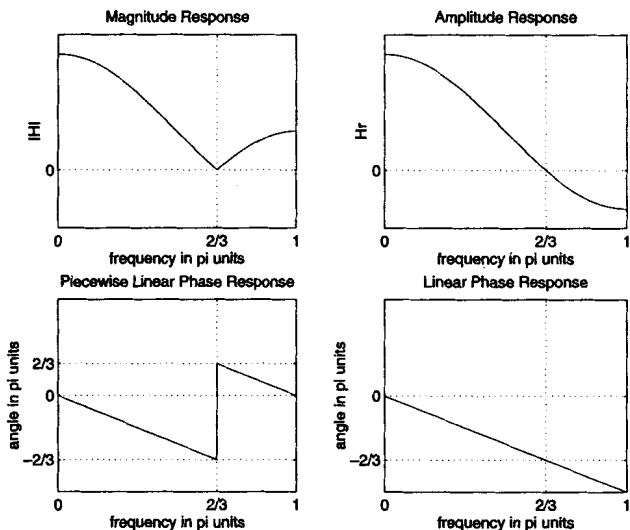 Magnitude Response
|H|
0
0
2/3
1
frequency in pi units
Amplitude Response
Hr
0
0
2/3
1
frequency in pi units
Piecewise Linear Phase Response
angle in pi units
2/3
0
−2/3
0
2/3
1
frequency in pi units
Linear Phase Response
angle in pi units
0
−2/3
0
2/3
1
frequency in pi units